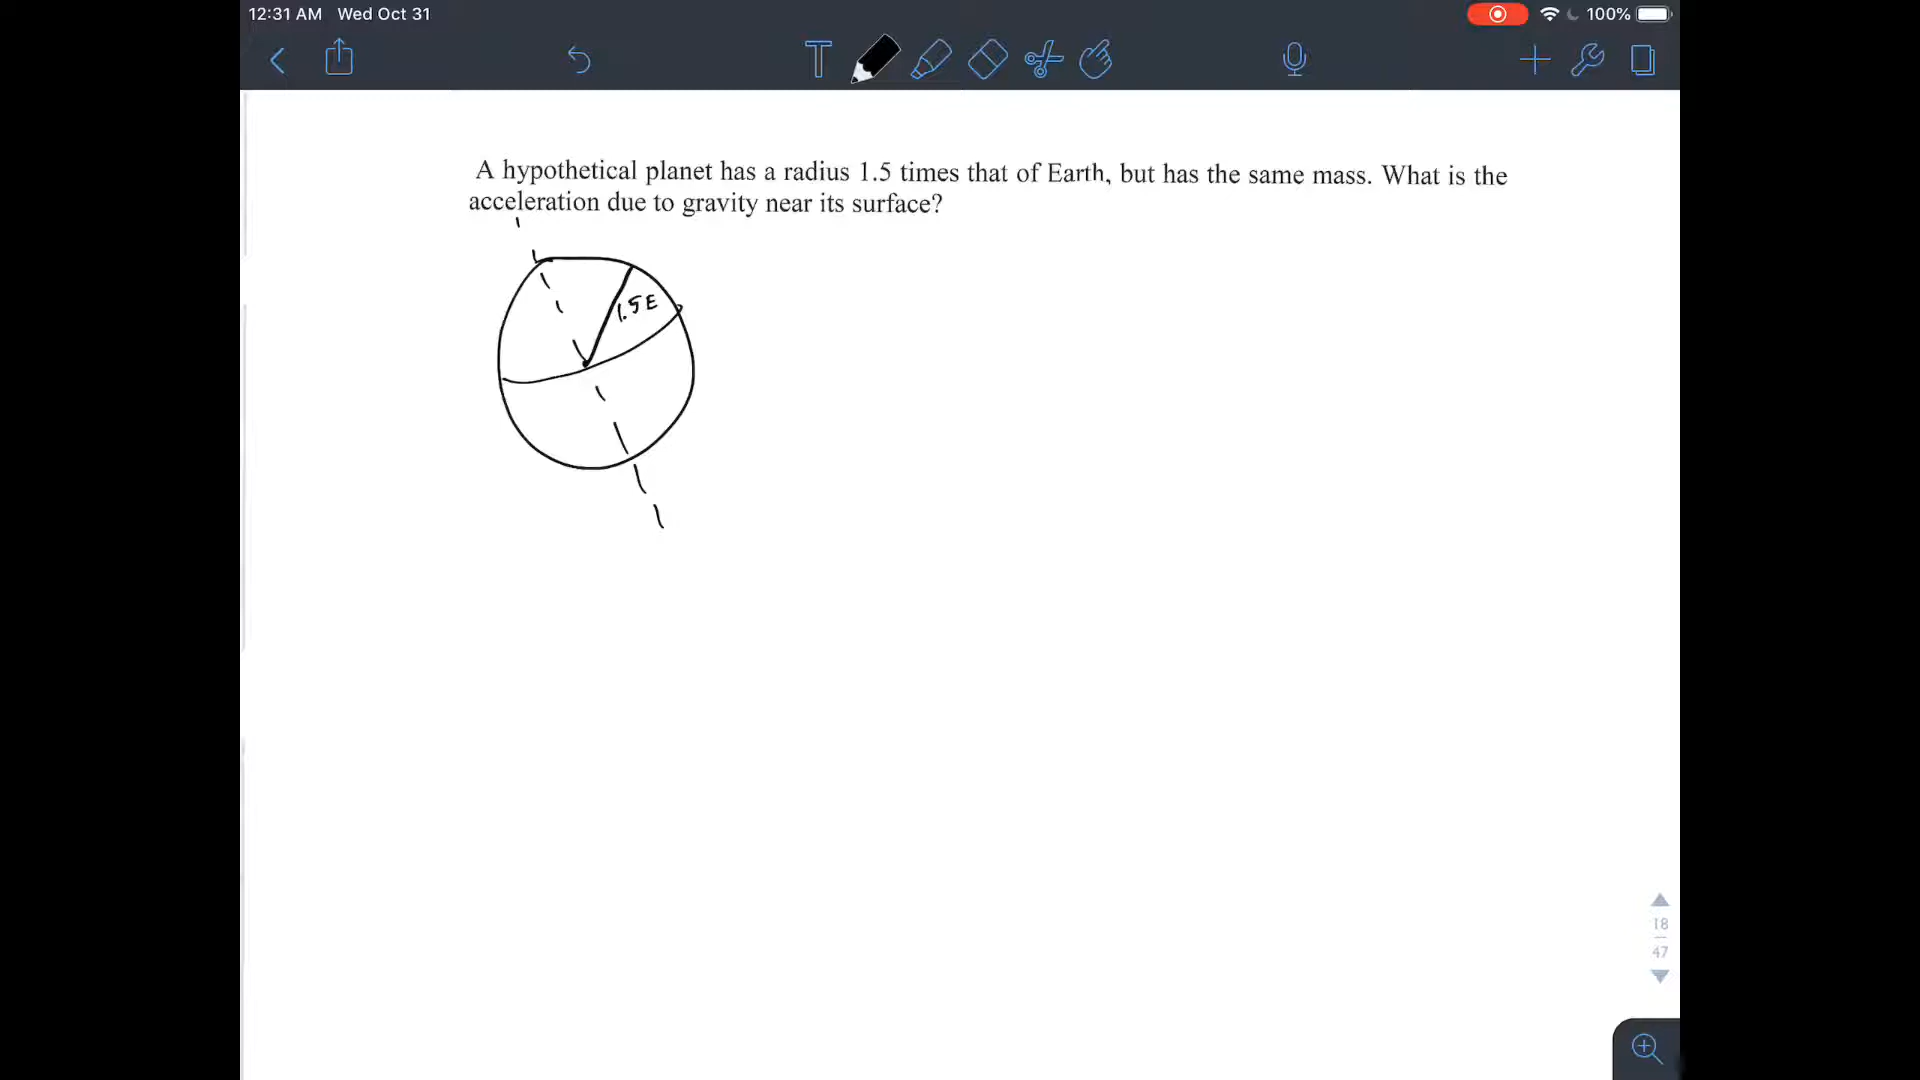 12:31 AM Wed Oct 31
100%
T
A hypothetical planet has a radius 1.5 times that of Earth, but has the same mass. What is the
acceleration due to gravity near its surface?
1.5E
18
47